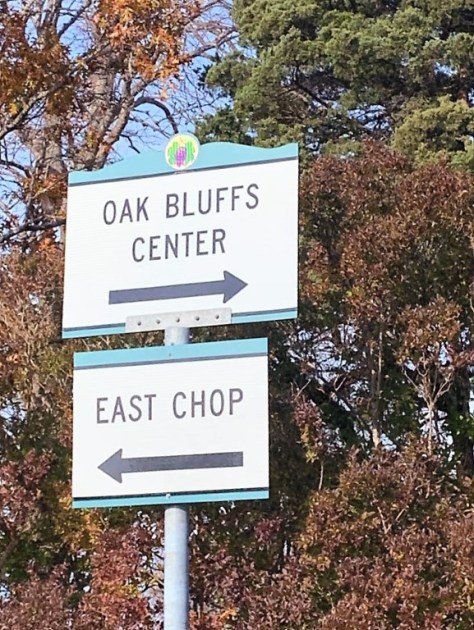 OAK BLUFFS
CENTER
EAST CHOP